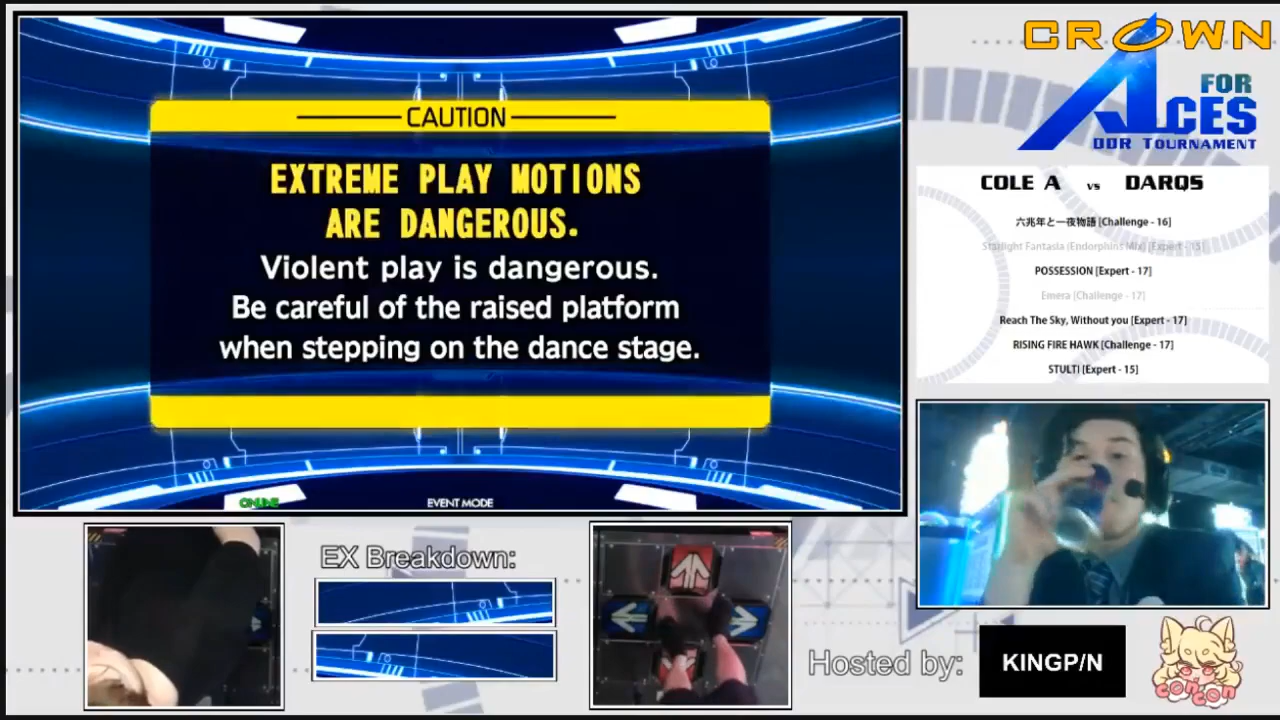 CAUTION
EXTREME PLAY MOTIONS
ARE DANGEROUS.
Violent play is dangerous.
Be careful of the raised platform
when stepping on the dance stage.
ONLINE
EVENT MODE
CROWN
FOR
ACES
DDR TOURNAMENT
COLE A vs DARQS
六兆年と一夜物語 [Challenge - 16]
Starlight Fantasia (Endorphins Mix) [Expert - 15]
POSSESSION [Expert - 17]
Emera [Challenge - 17]
Reach The Sky, Without you [Expert - 17]
RISING FIRE HAWK [Challenge - 17]
STULTI [Expert - 15]
EX Breakdown:
Hosted by:
KINGP/N
concon